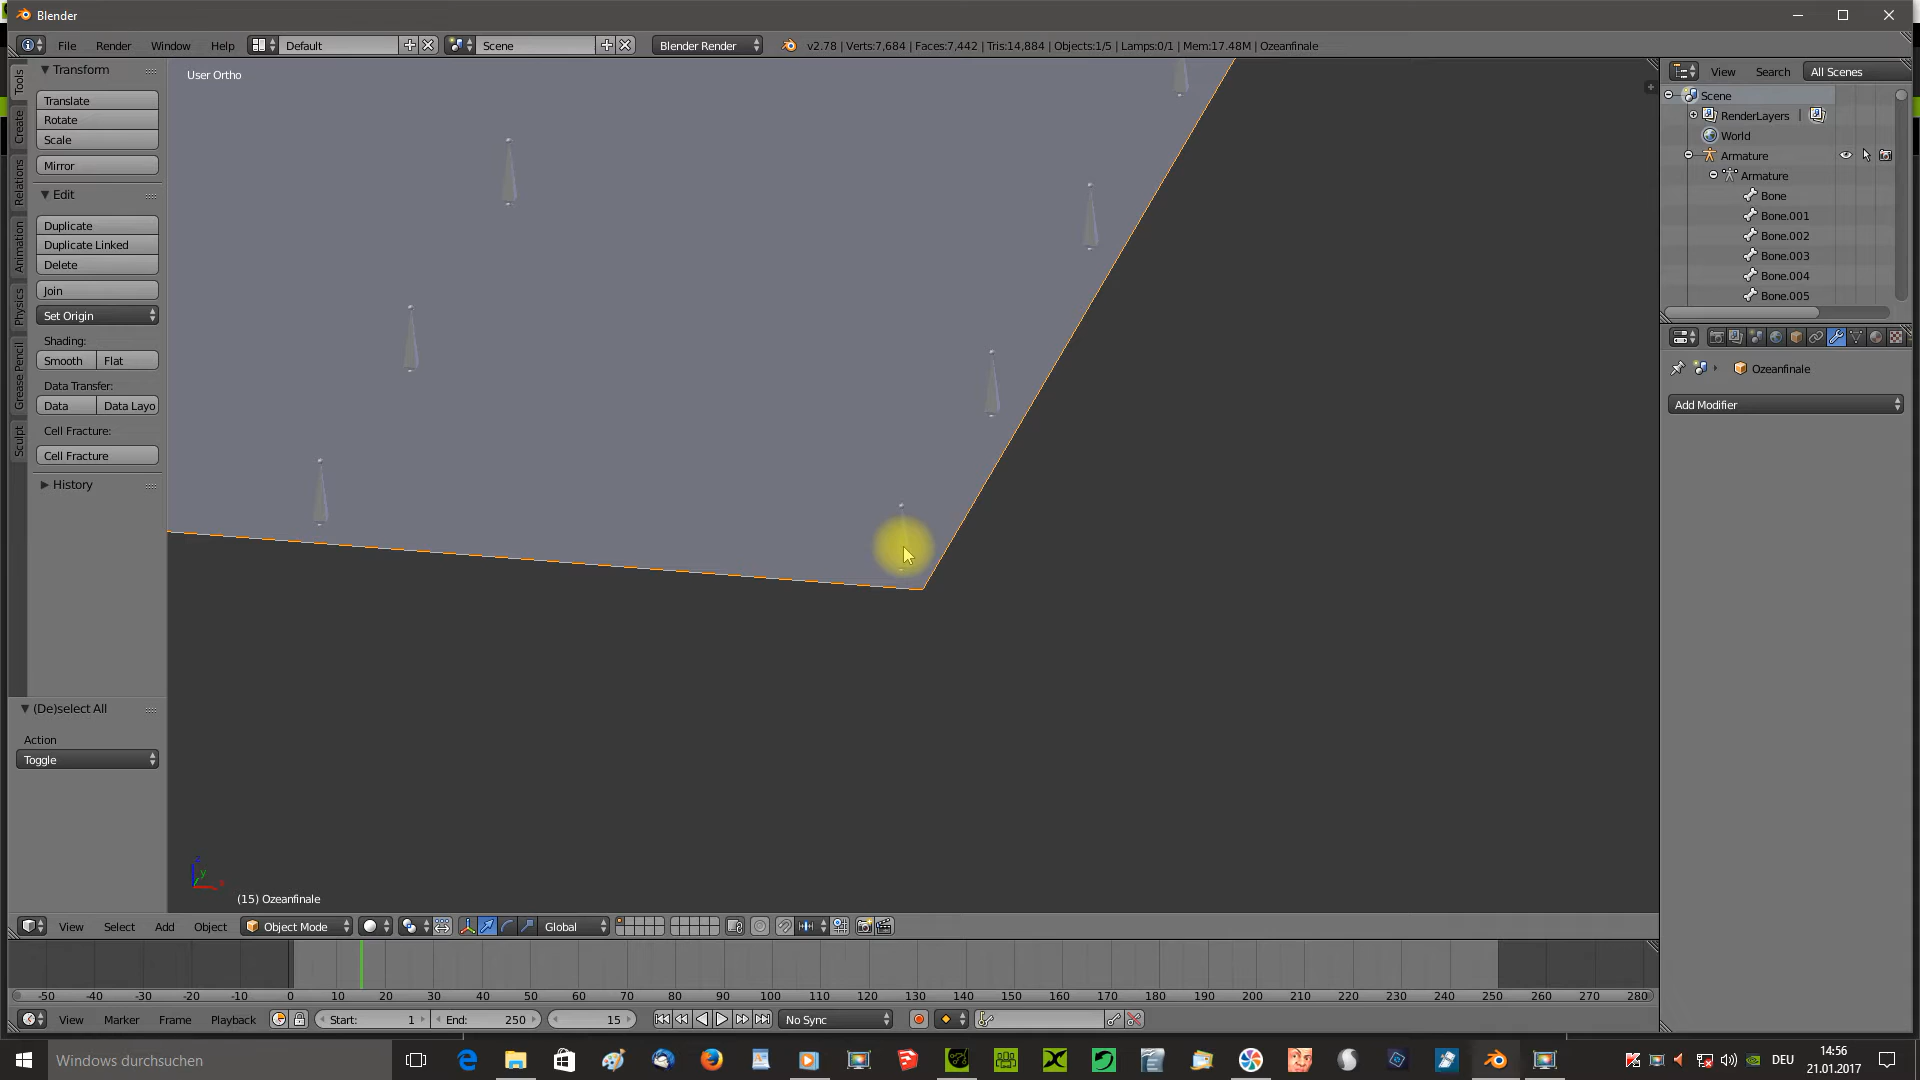 Blender
File Render Window Help Default Scene Blender Render v2.78 | Verts:7,684 | Faces:7,442 | Tris:14,884 | Objects:1/5 | Lamps:0/1 | Mem:17.48M | Ozeanfinale
View Search All Scenes
Tools
Create
Relations
Animation
Physics
Grease Pencil
Sculpt
Transform
Translate
Rotate
Scale
Mirror
Edit
Duplicate
Duplicate Linked
Delete
Join
Set Origin
Shading:
Smooth Flat
Data Transfer:
Data Data Layo
Cell Fracture:
Cell Fracture
History
(De)select All
Action
Toggle
User Ortho
z
y
x
(15) Ozeanfinale
Scene
RenderLayers
World
Armature
Armature
Bone
Bone.001
Bone.002
Bone.003
Bone.004
Bone.005
Ozeanfinale
Add Modifier
View Select Add Object Object Mode Global
-50 -40 -30 -20 -10 0 10 20 30 40 50 60 70 80 90 100 110 120 130 140 150 160 170 180 190 200 210 220 230 240 250 260 270 280
View Marker Frame Playback Start: 1 End: 250 15 No Sync
Windows durchsuchen
DEU
14:56
21.01.2017